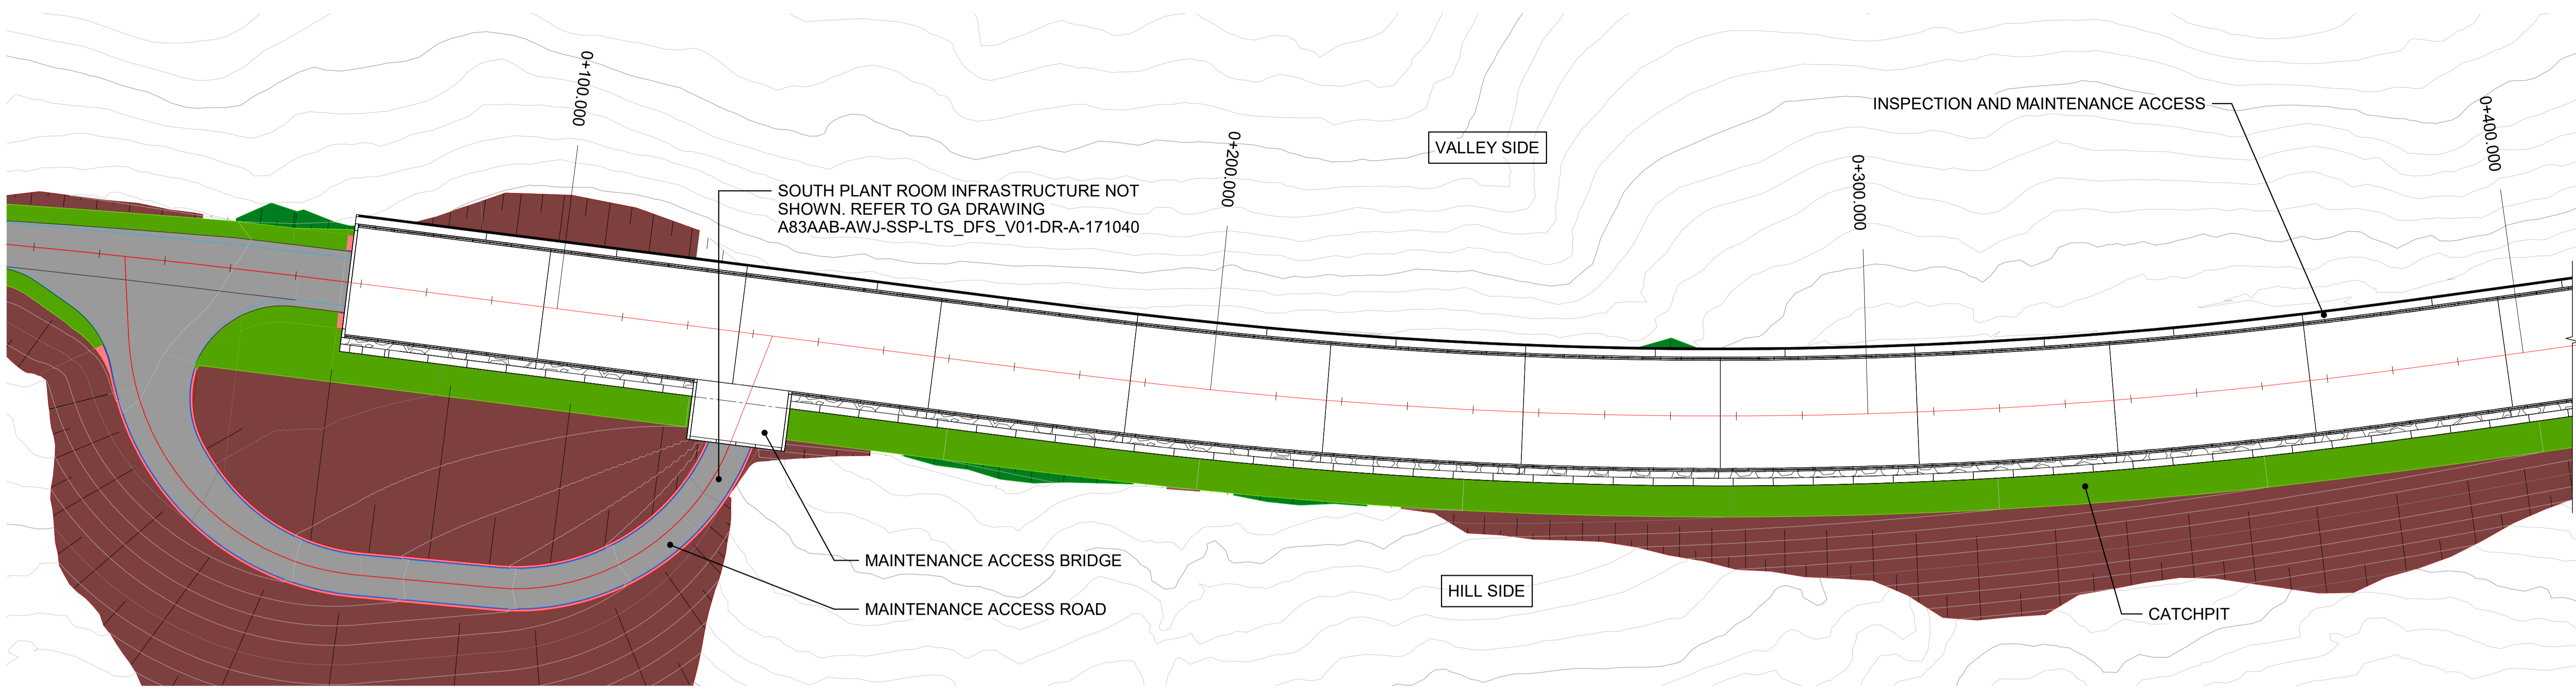 0+100.000
0+200.000
0+300.000
0+400.000
VALLEY SIDE
INSPECTION AND MAINTENANCE ACCESS
SOUTH PLANT ROOM INFRASTRUCTURE NOT
SHOWN. REFER TO GA DRAWING
A83AAB-AWJ-SSP-LTS_DFS_V01-DR-A-171040
MAINTENANCE ACCESS BRIDGE
MAINTENANCE ACCESS ROAD
HILL SIDE
CATCHPIT